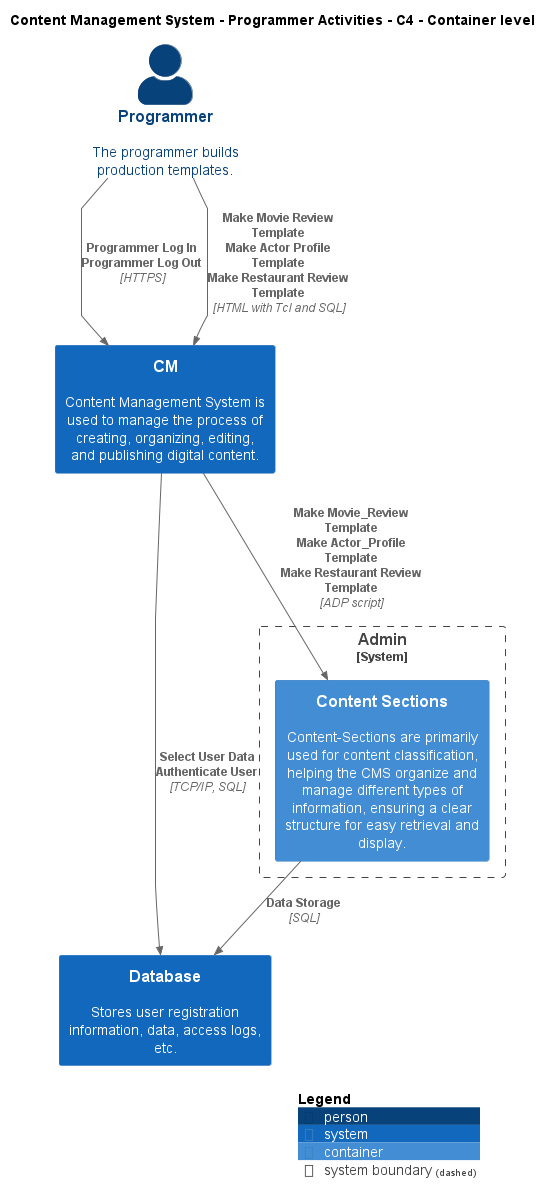 Content Management System - Programmer Activities - C4 - Container level
Programmer
The programmer builds
production templates.
Programmer Log In
Programmer Log Out
[HTTPS]
Make Movie Review
Template
Make Actor Profile
Template
Make Restaurant Review
Template
[HTML with Tcl and SQL]
CM
Content Management System is
used to manage the process of
creating, organizing, editing,
and publishing digital content.
Make Movie_Review
Template
Make Actor_Profile
Template
Make Restaurant Review
Template
[ADP script]
Admin
[System]
Content Sections
Content-Sections are primarily
used for content classification,
helping the CMS organize and
manage different types of
information, ensuring a clear
structure for easy retrieval and
display.
Select User Data
Authenticate User
[TCP/IP, SQL]
Data Storage
[SQL]
Database
Stores user registration
information, data, access logs,
etc.
Legend
person
system
container
system boundary (dashed)